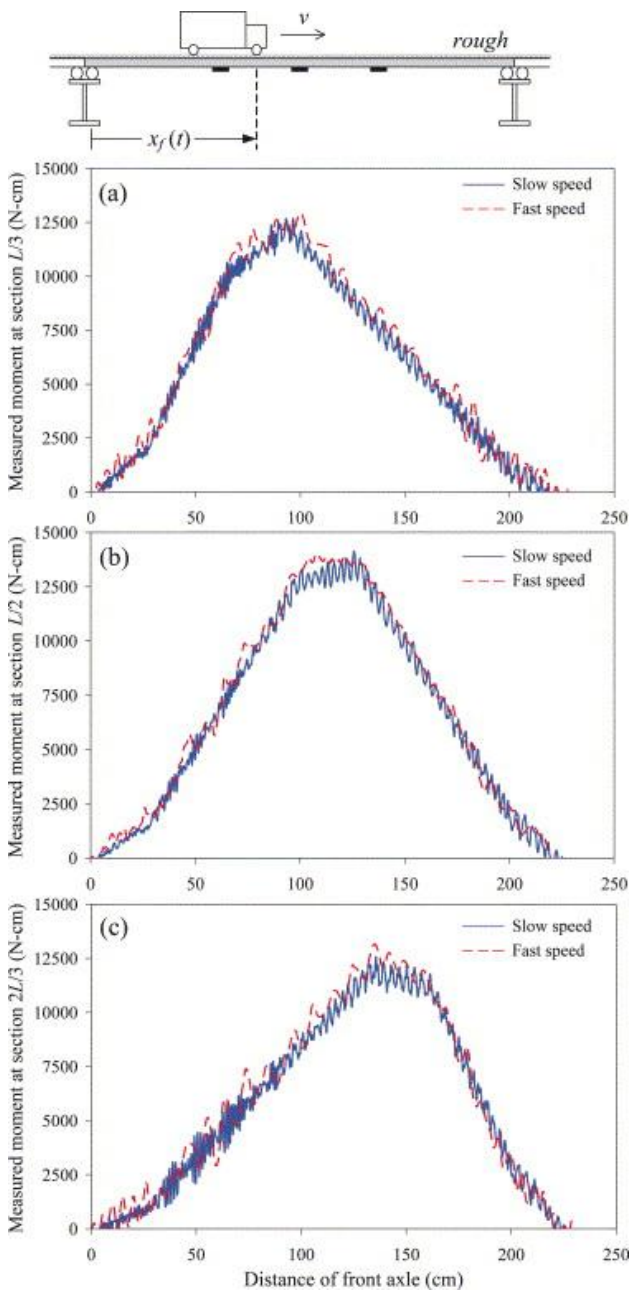 v
rough
x_f(t)
15000
(a)
Slow speed
Fast speed
12500
10000
7500
5000
2500
0
Measured moment at section L/3 (N-cm)
0 50 100 150 200 250
15000
(b)
Slow speed
Fast speed
12500
10000
7500
5000
2500
0
Measured moment at section L/2 (N-cm)
0 50 100 150 200 250
15000
(c)
Slow speed
Fast speed
12500
10000
7500
5000
2500
0
Measured moment at section 2L/3 (N-cm)
0 50 100 150 200 250
Distance of front axle (cm)